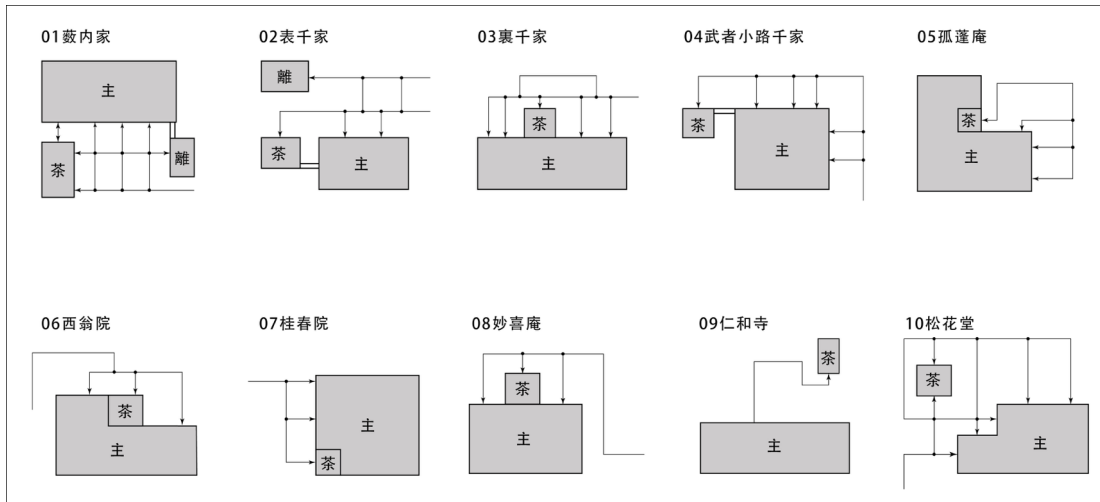 01薮内家
主
茶
離
02表千家
離
茶
主
03裏千家
茶
主
04武者小路千家
茶
主
05孤蓬庵
茶
主
06西翁院
茶
主
07桂春院
主
茶
08妙喜庵
茶
主
09仁和寺
茶
主
10松花堂
茶
主